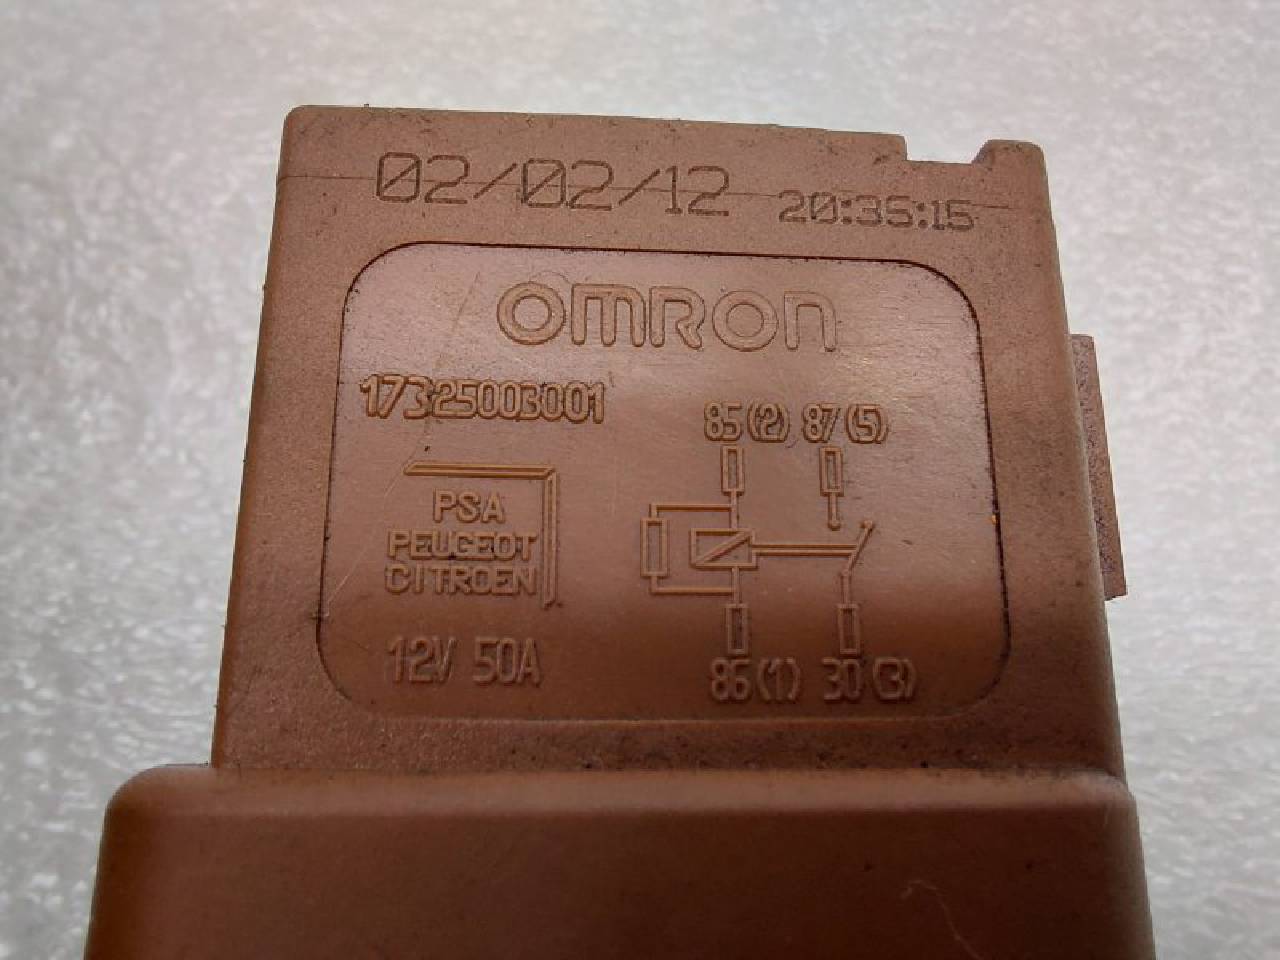 02/02/12 20:35:15
OMRON
17325003001
85(2) 87(5)
PSA
PEUGEOT
CITROEN
12V 50A
86(1) 30(3)